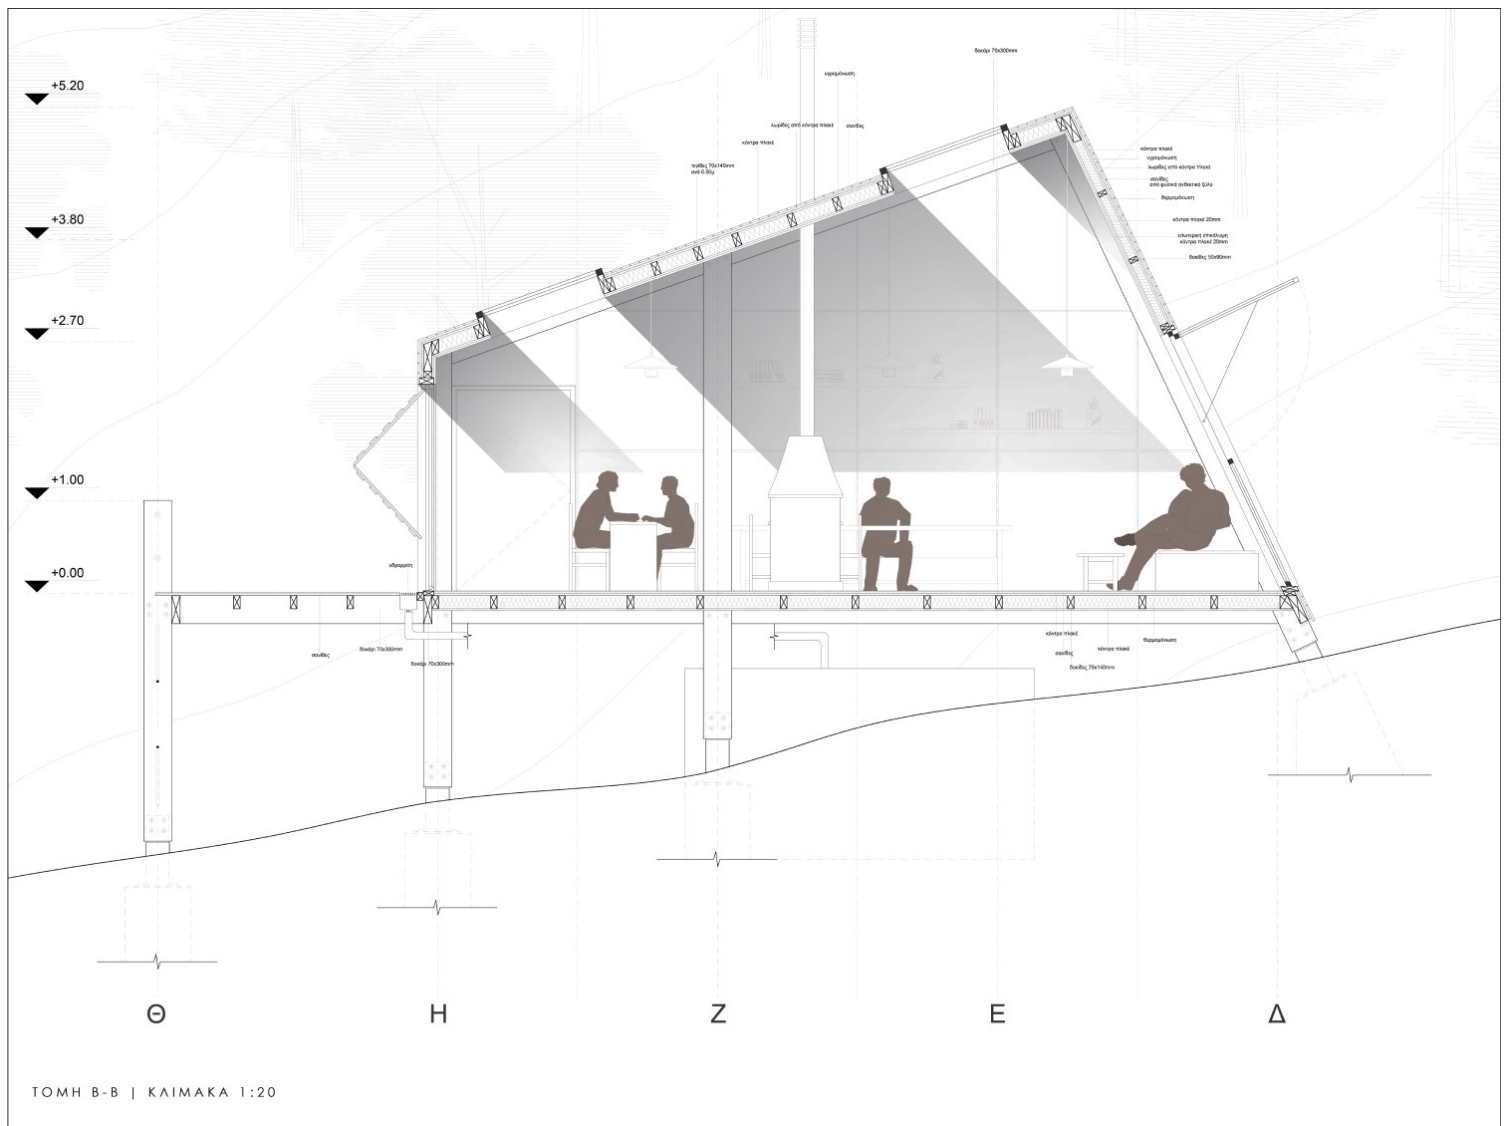 +5.20
+3.80
+2.70
+1.00
+0.00
δοκάρι 70x300mm
υγρομόνωση
λωρίδες από κόντρα πλακέ
σανίδες
κόντρα πλακέ
τεγίδες 70x140mm
ανά 0,50μ
κόντρα πλακέ
υγρομόνωση
λωρίδες από κόντρα πλακέ
σανίδες
από φυσικά ανθεκτικό ξύλο
θερμομόνωση
κόντρα πλακέ 20mm
εσωτερική επικάλυψη
κόντρα πλακέ 20mm
δοκίδες 50x90mm
υδρορρόη
σανίδες
δοκάρι 70x300mm
δοκάρι 70x300mm
κόντρα πλακέ
σανίδες
δοκίδες 70x140mm
κόντρα πλακέ
θερμομόνωση
Θ
Η
Ζ
Ε
Δ
ΤΟΜΗ Β-Β | ΚΛΙΜΑΚΑ 1:20